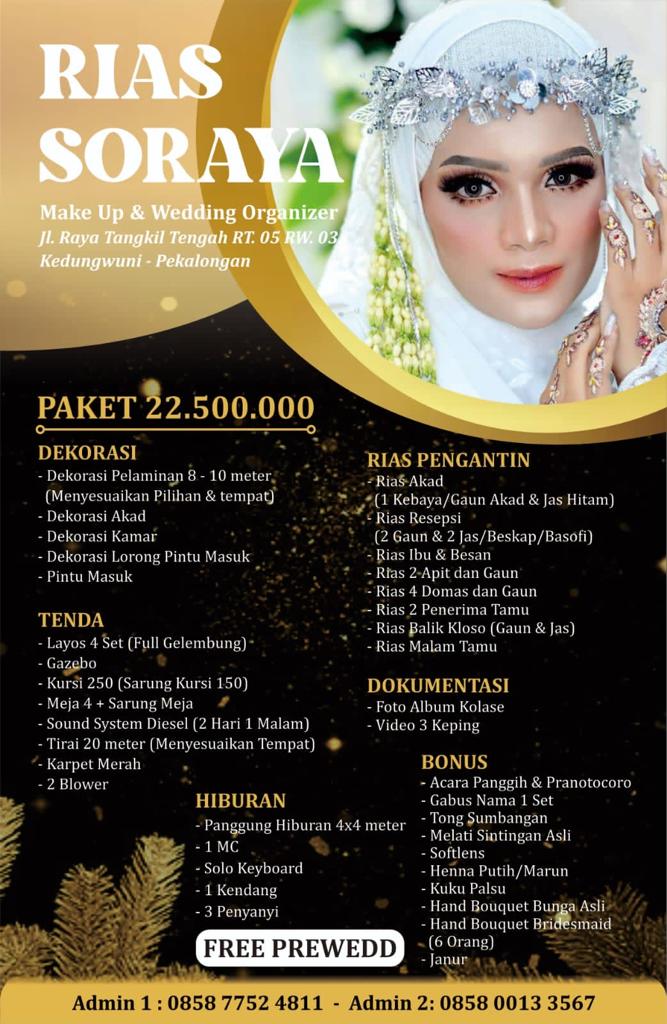 RIAS
SORAYA
Make Up & Wedding Organizer
Jl. Raya Tangkil Tengah RT. 05 RW. 03
Kedungwuni - Pekalongan
PAKET 22.500.000
DEKORASI
- Dekorasi Pelaminan 8 - 10 meter
(Menyesuaikan Pilihan & tempat)
- Dekorasi Akad
- Dekorasi Kamar
- Dekorasi Lorong Pintu Masuk
- Pintu Masuk
TENDA
- Layos 4 Set (Full Gelembung)
- Gazebo
- Kursi 250 (Sarung Kursi 150)
- Meja 4 + Sarung Meja
- Sound System Diesel (2 Hari 1 Malam)
- Tirai 20 meter (Menyesuaikan Tempat)
- Karpet Merah
- 2 Blower
RIAS PENGANTIN
- Rias Akad
(1 Kebaya/Gaun Akad & Jas Hitam)
- Rias Resepsi
(2 Gaun & 2 Jas/Beskap/Basofi)
- Rias Ibu & Besan
- Rias 2 Apit dan Gaun
- Rias 4 Domas dan Gaun
- Rias 2 Penerima Tamu
- Rias Balik Kloso (Gaun & Jas)
- Rias Malam Tamu
DOKUMENTASI
- Foto Album Kolase
- Video 3 Keping
HIBURAN
- Panggung Hiburan 4x4 meter
- 1 MC
- Solo Keyboard
- 1 Kendang
- 3 Penyanyi
FREE PREWEDD
BONUS
- Acara Panggih & Pranotocoro
- Gabus Nama 1 Set
- Tong Sumbangan
- Melati Sintingan Asli
- Softlens
- Henna Putih/Marun
- Kuku Palsu
- Hand Bouquet Bunga Asli
- Hand Bouquet Bridesmaid
(6 Orang)
- Janur
Admin 1 : 0858 7752 4811 - Admin 2: 0858 0013 3567